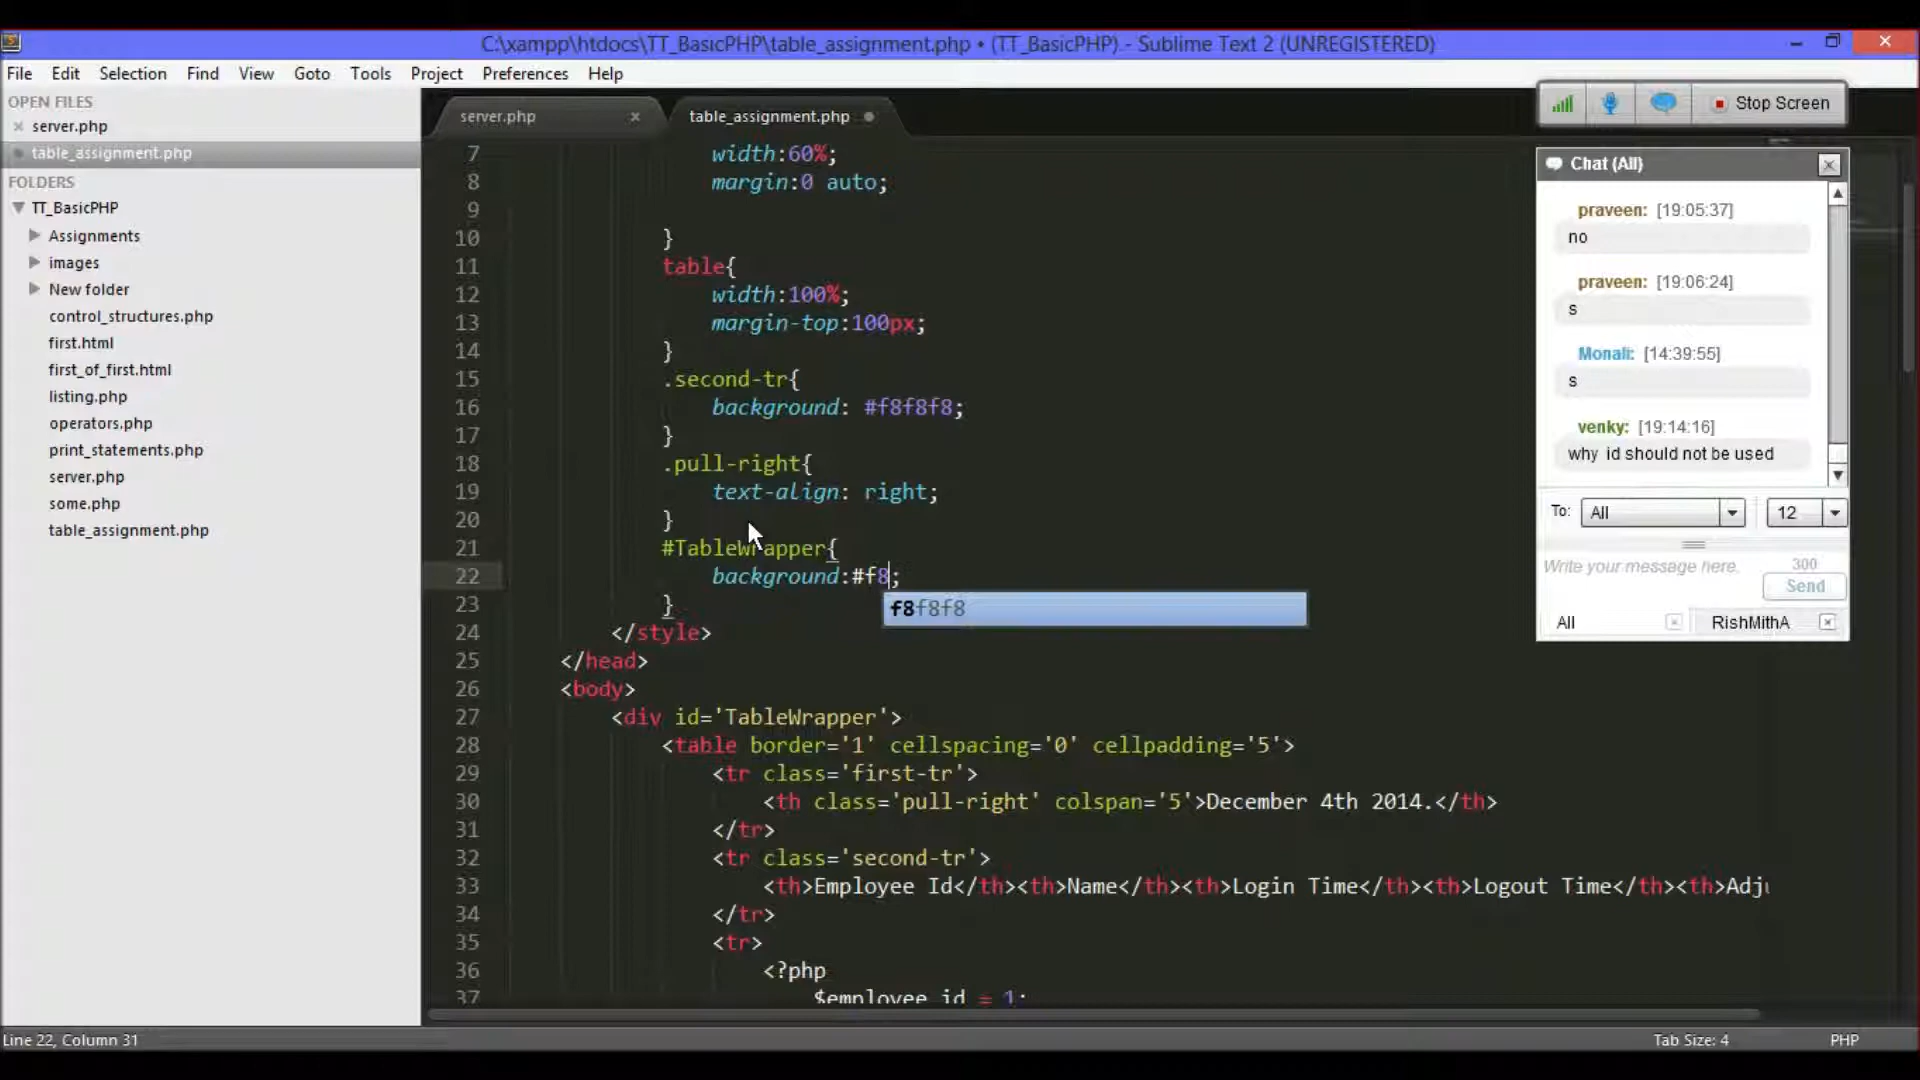 C:\xampp\htdocs\TT_BasicPHP\table_assignment.php • (TT_BasicPHP) - Sublime Text 2 (UNREGISTERED)
File Edit Selection Find View Goto Tools Project Preferences Help
OPEN FILES
server.php
table_assignment.php
FOLDERS
TT_BasicPHP
Assignments
images
New folder
control_structures.php
first.html
first_of_first.html
listing.php
operators.php
print_statements.php
server.php
some.php
table_assignment.php
server.php table_assignment.php
7 width:60%;
8 margin:0 auto;
9
10 }
11 table{
12 width:100%;
13 margin-top:100px;
14 }
15 .second-tr{
16 background: #f8f8f8;
17 }
18 .pull-right{
19 text-align: right;
20 }
21 #TableWrapper{
22 background:#f8;
f8f8f8
23 }
24 </style>
25 </head>
26 <body>
27 <div id='TableWrapper'>
28 <table border='1' cellspacing='0' cellpadding='5'>
29 <tr class='first-tr'>
30 <th class='pull-right' colspan='5'>December 4th 2014.</th>
31 </tr>
32 <tr class='second-tr'>
33 <th>Employee Id</th><th>Name</th><th>Login Time</th><th>Logout Time</th><th>Adj
34 </tr>
35 <tr>
36 <?php
37 $employee_id = 1;
Stop Screen
Chat (All)
praveen: [19:05:37]
no
praveen: [19:06:24]
s
Monali: [14:39:55]
s
venky: [19:14:16]
why id should not be used
To: All 12
Write your message here.
300
Send
All RishMithA
Line 22, Column 31 Tab Size: 4 PHP